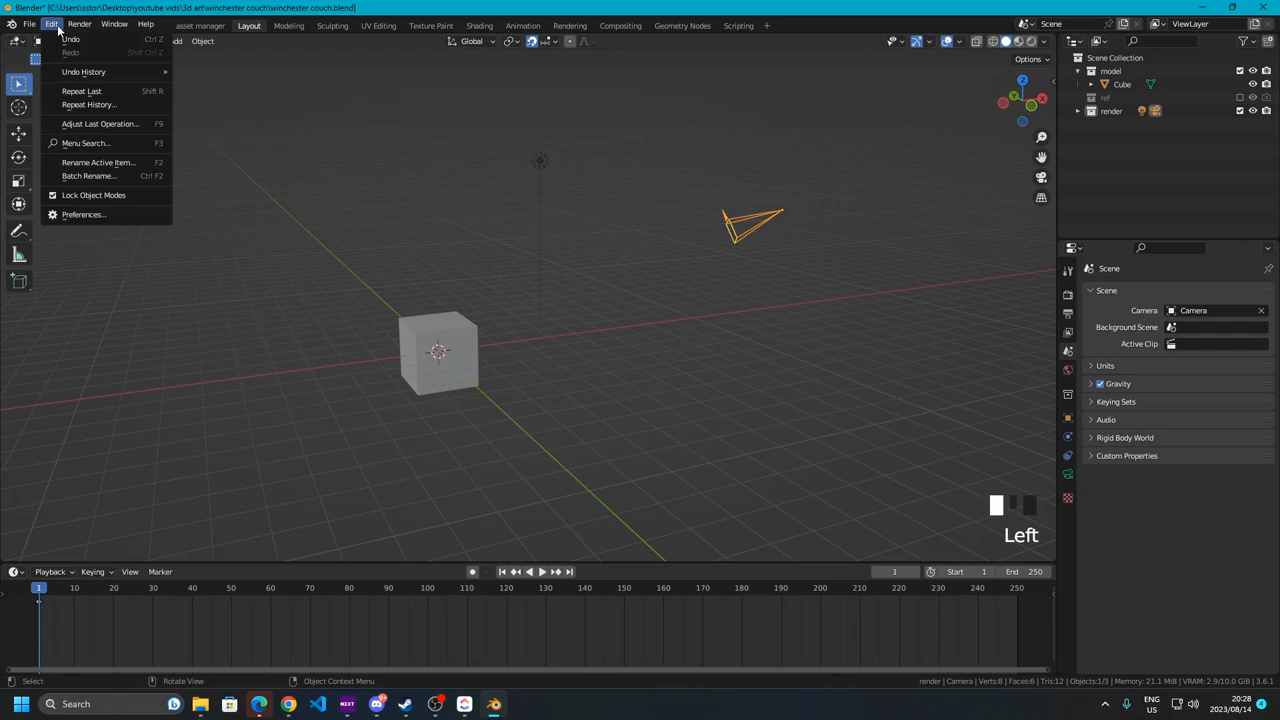 Blender* [C:\Users\sstor\Desktop\youtube vids\3d art\winchester couch\winchester couch.blend]
File Edit Render Window Help asset manager Layout Modeling Sculpting UV Editing Texture Paint Shading Animation Rendering Compositing Geometry Nodes Scripting + Scene ViewLayer
Add Object Global
Options
Undo Ctrl Z
Redo Shift Ctrl Z
Undo History
Repeat Last Shift R
Repeat History...
Adjust Last Operation... F9
Menu Search... F3
Rename Active Item... F2
Batch Rename... Ctrl F2
Lock Object Modes
Preferences...
Z
Y
X
Scene Collection
model
Cube
ref
render
Scene
Scene
Camera Camera
Background Scene
Active Clip
Units
Gravity
Keying Sets
Audio
Rigid Body World
Custom Properties
Left
Playback Keying View Marker 1 Start 1 End 250
1 10 20 30 40 50 60 70 80 90 100 110 120 130 140 150 160 170 180 190 200 210 220 230 240 250
Select Rotate View Object Context Menu render | Camera | Verts:8 | Faces:6 | Tris:12 | Objects:1/3 | Memory: 21.1 MiB | VRAM: 2.9/10.0 GiB | 3.6.1
Search NZXT ENG US 20:28 2023/08/14